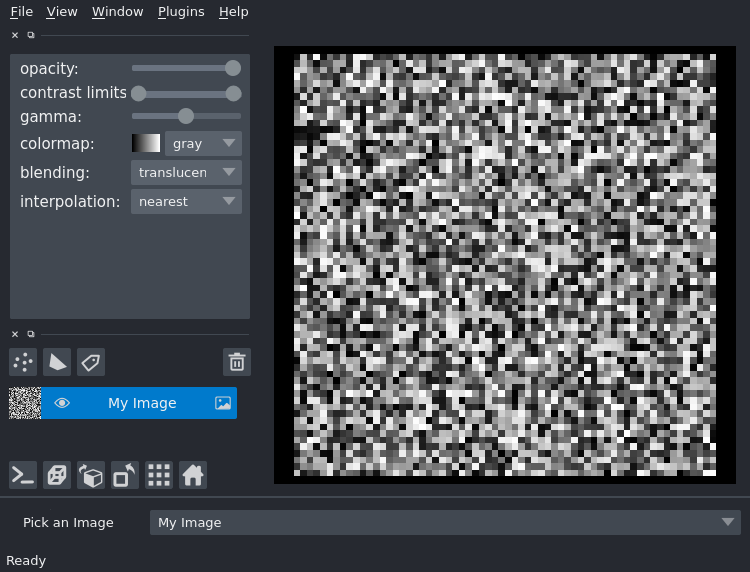 File View Window Plugins Help
opacity:
contrast limits
gamma:
colormap: gray
blending: translucen
interpolation: nearest
My Image
Pick an Image My Image
Ready